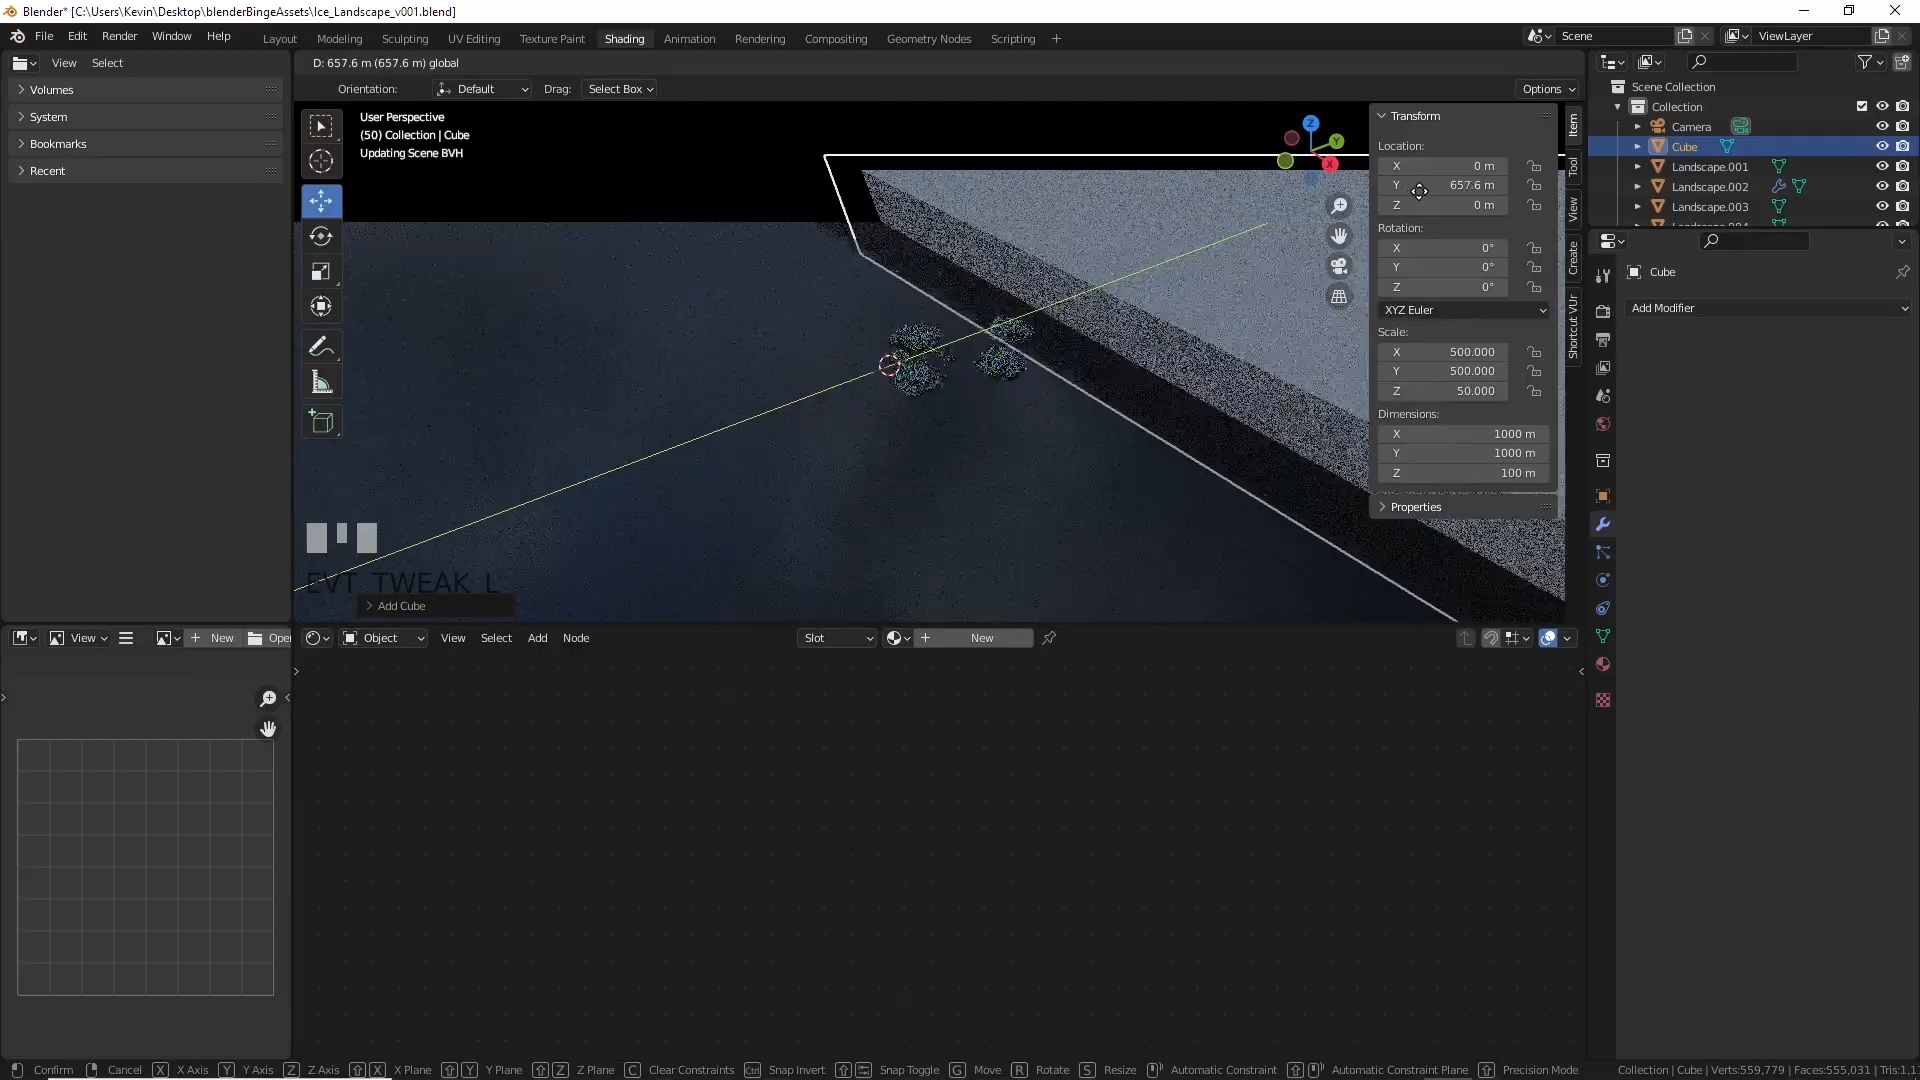 Blender* [C:\Users\Kevin\Desktop\blenderBingeAssets\Ice_Landscape_v001.blend]
File Edit Render Window Help
Layout Modeling Sculpting UV Editing Texture Paint Shading Animation Rendering Compositing Geometry Nodes Scripting +
Scene
ViewLayer
View Select
Volumes
System
Bookmarks
Recent
D: 657.6 m (657.6 m) global
Orientation: Default Drag: Select Box
Options
User Perspective
(50) Collection | Cube
Updating Scene BVH
Z
Y
X
Transform
Location:
X 0 m
Y 657.6 m
Z 0 m
Rotation:
X 0°
Y 0°
Z 0°
XYZ Euler
Scale:
X 500.000
Y 500.000
Z 50.000
Dimensions:
X 1000 m
Y 1000 m
Z 100 m
Properties
Item
Tool
View
Create
Shortcut VUr
Scene Collection
Collection
Camera
Cube
Landscape.001
Landscape.002
Landscape.003
Cube
Add Modifier
EVT_TWEAK_L
Add Cube
View
New
Open
Object View Select Add Node
Slot
New
Confirm Cancel X X Axis Y Y Axis Z Z Axis X X Plane Y Y Plane Z Z Plane C Clear Constraints Ctrl Snap Invert Snap Toggle G Move R Rotate S Resize Automatic Constraint Automatic Constraint Plane Precision Mode
Collection | Cube | Verts:559,779 | Faces:555,031 | Tris:1,1